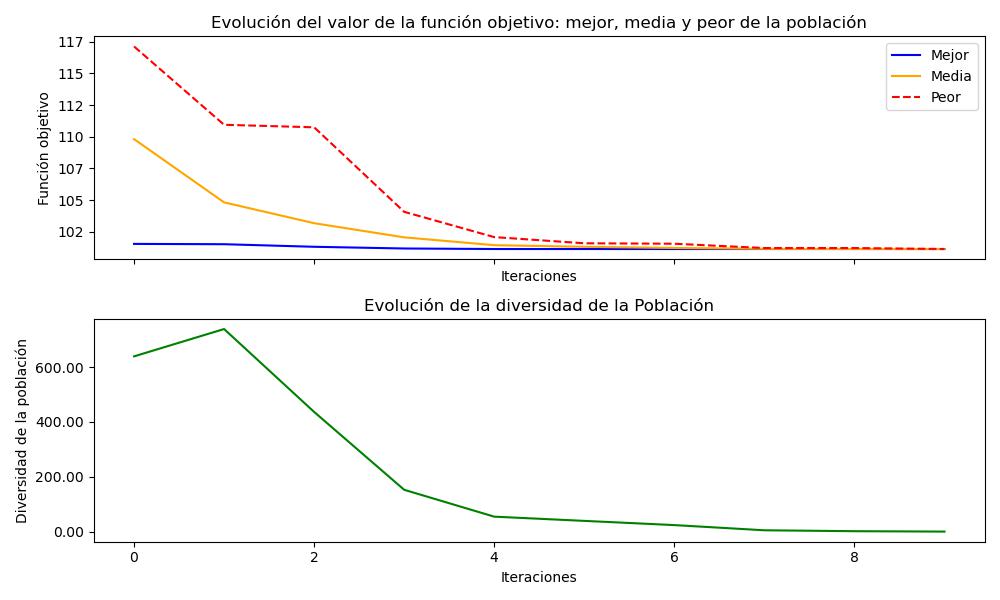 Evolución del valor de la función objetivo: mejor, media y peor de la población
117
115
112
110
107
105
102
Función objetivo
Mejor
Media
Peor
Iteraciones
Evolución de la diversidad de la Población
600.00
400.00
200.00
0.00
Diversidad de la población
0 2 4 6 8
Iteraciones